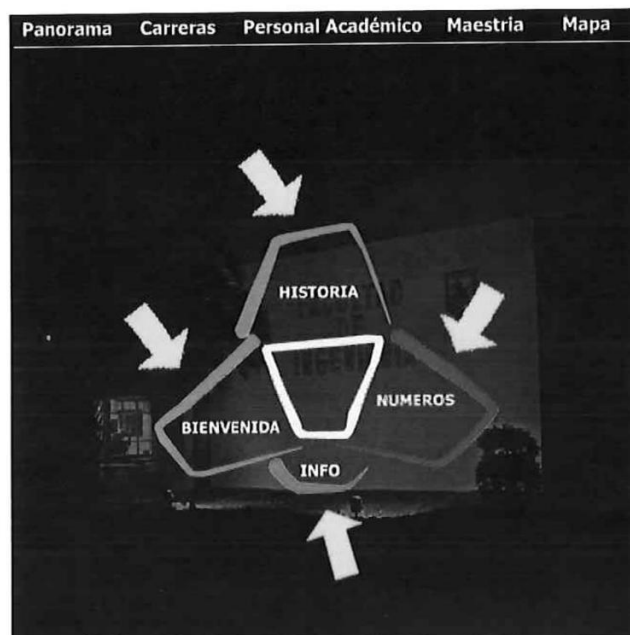 Panorama Carreras Personal Académico Maestria Mapa
HISTORIA
NUMEROS
BIENVENIDA
INFO